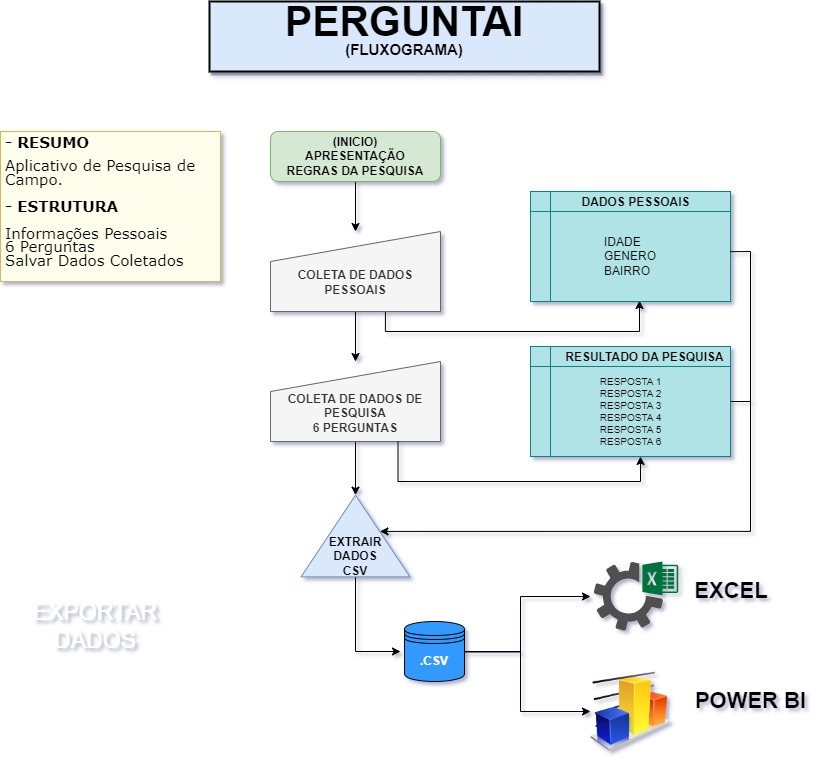 PERGUNTAI
(FLUXOGRAMA)
- RESUMO
Aplicativo de Pesquisa de
Campo.
- ESTRUTURA
Informações Pessoais
6 Perguntas
Salvar Dados Coletados
(INICIO)
APRESENTAÇÃO
REGRAS DA PESQUISA
COLETA DE DADOS
PESSOAIS
DADOS PESSOAIS
IDADE
GENERO
BAIRRO
COLETA DE DADOS DE
PESQUISA
6 PERGUNTAS
RESULTADO DA PESQUISA
RESPOSTA 1
RESPOSTA 2
RESPOSTA 3
RESPOSTA 4
RESPOSTA 5
RESPOSTA 6
EXTRAIR
DADOS
CSV
EXPORTAR
DADOS
.CSV
X
EXCEL
POWER BI